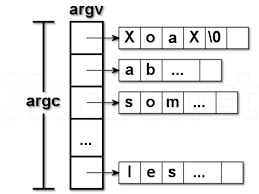 argv
X o a X \0
a b ...
argc
s o m ...
...
l e s ...